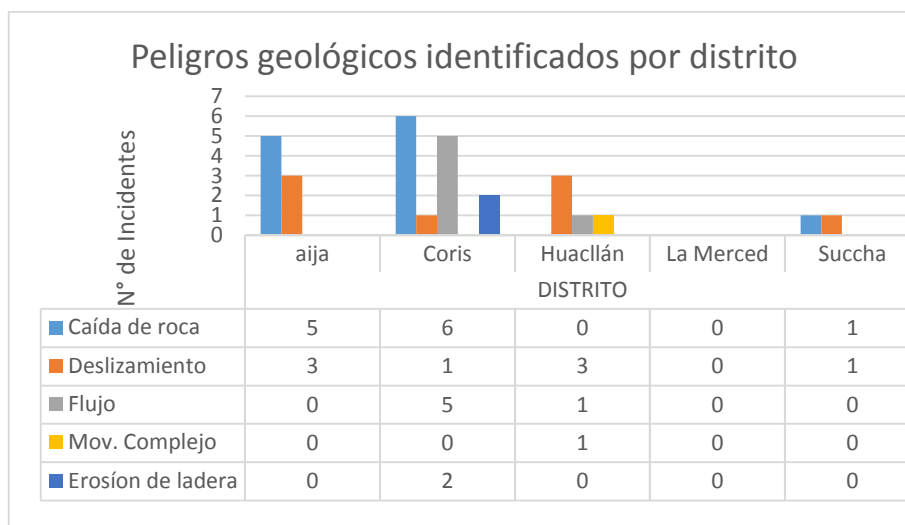 Peligros geológicos identificados por distrito
N° de Incidentes
7
6
5
4
3
2
1
0
aija Coris Huacllán La Merced Succha
DISTRITO
Caída de roca 5 6 0 0 1
Deslizamiento 3 1 3 0 1
Flujo 0 5 1 0 0
Mov. Complejo 0 0 1 0 0
Erosíon de ladera 0 2 0 0 0